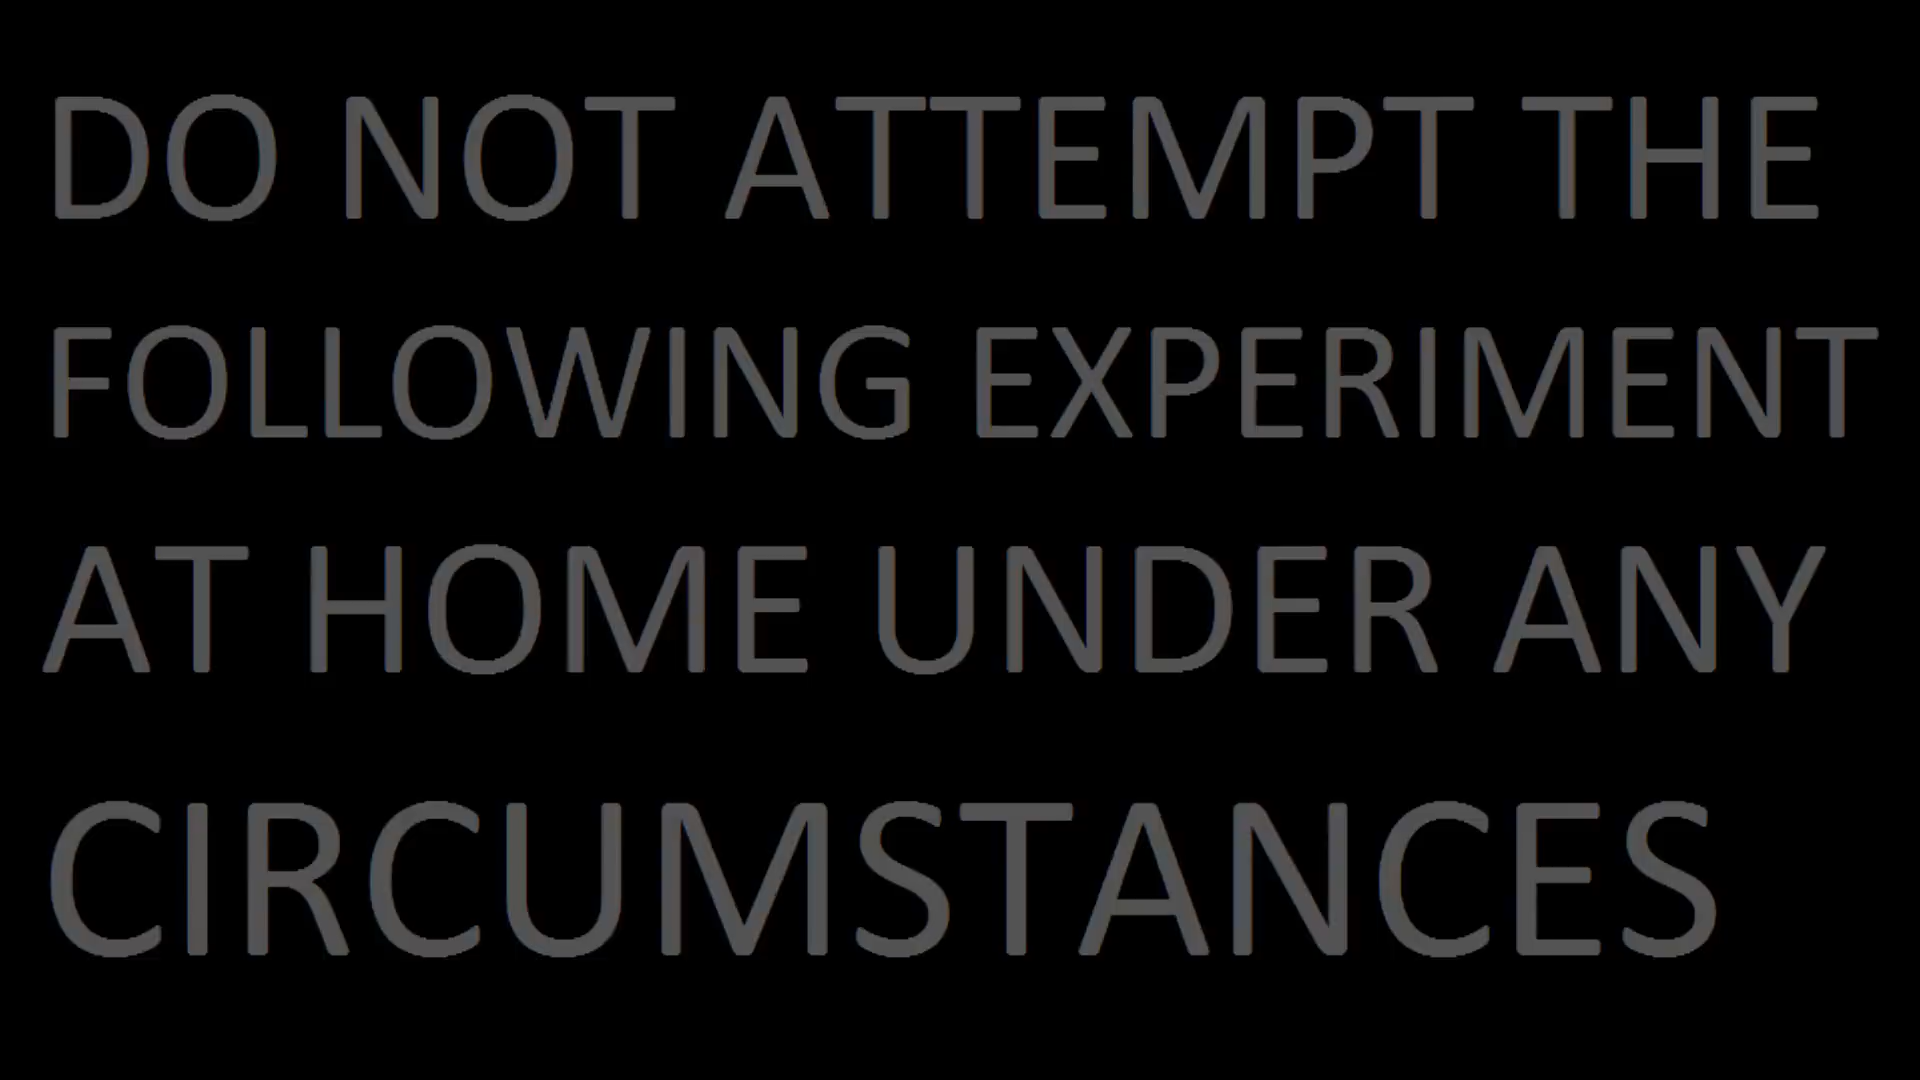 DO NOT ATTEMPT THE
FOLLOWING EXPERIMENT
AT HOME UNDER ANY
CIRCUMSTANCES